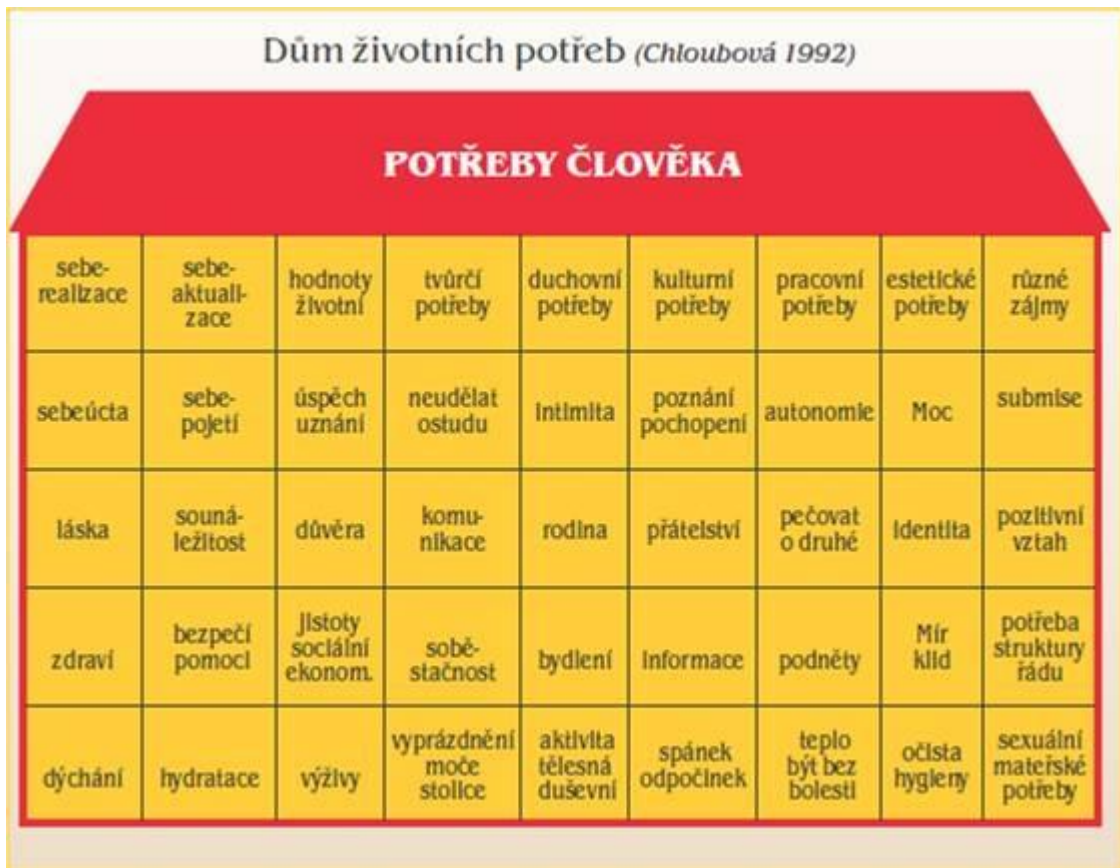 Dům životních potřeb (Chloubová 1992)
POTŘEBY ČLOVĚKA
sebe-
realizace
sebe-
aktuali-
zace
hodnoty
životní
tvůrčí
potřeby
duchovní
potřeby
kulturní
potřeby
pracovní
potřeby
estetické
potřeby
různé
zájmy
sebeúcta
sebe-
pojetí
úspěch
uznání
neudělat
ostudu
intimita
poznání
pochopení
autonomie
Moc
submise
láska
souná-
ležitost
důvěra
komu-
nikace
rodina
přátelství
pečovat
o druhé
identita
pozitivní
vztah
zdraví
bezpečí
pomoci
jistoty
sociální
ekonom.
sobě-
stačnost
bydlení
informace
podněty
Mír
klid
potřeba
struktury
řádu
dýchání
hydratace
výživy
vyprázdnění
moče
stolice
aktivita
tělesná
duševní
spánek
odpočinek
teplo
být bez
bolesti
očista
hygieny
sexuální
mateřské
potřeby